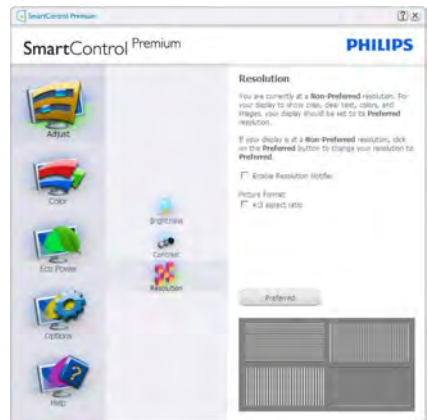 SmartControl Premium
SmartControl Premium
PHILIPS
Adjust
Color
Eco Power
Options
Help
Brightness
Contrast
Resolution
Resolution
You are currently at a Non-Preferred resolution. For
your display to show crisp, clear text, colors, and
images, your display should be set to its Preferred
resolution.
If your display is at a Non-Preferred resolution, click
on the Preferred button to change your resolution to
Preferred.
Enable Resolution Notifier
Picture Format
4:3 aspect ratio
Preferred